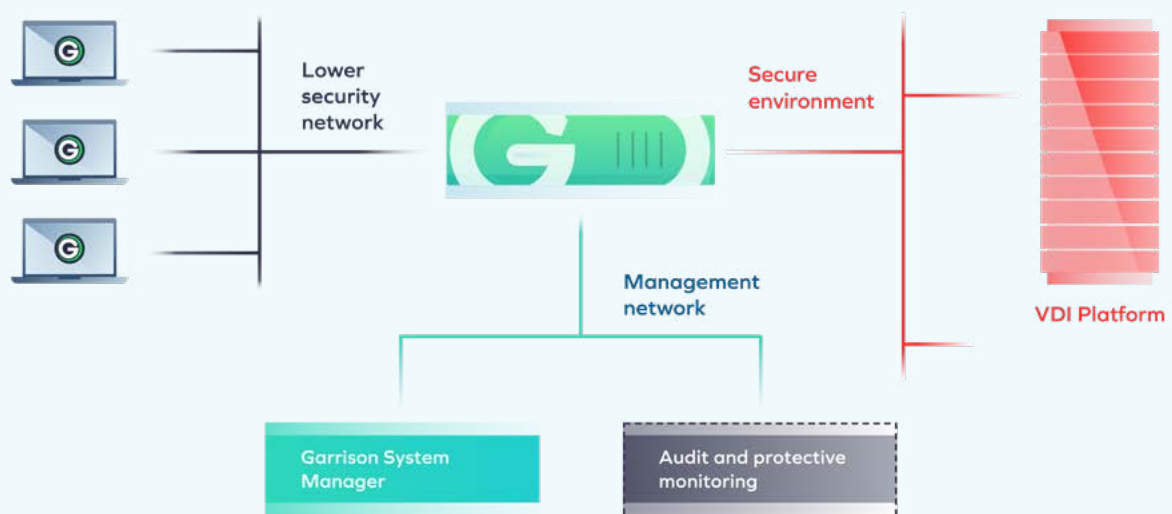 Lower
security
network
Secure
environment
Management
network
VDI Platform
Garrison System
Manager
Audit and protective
monitoring